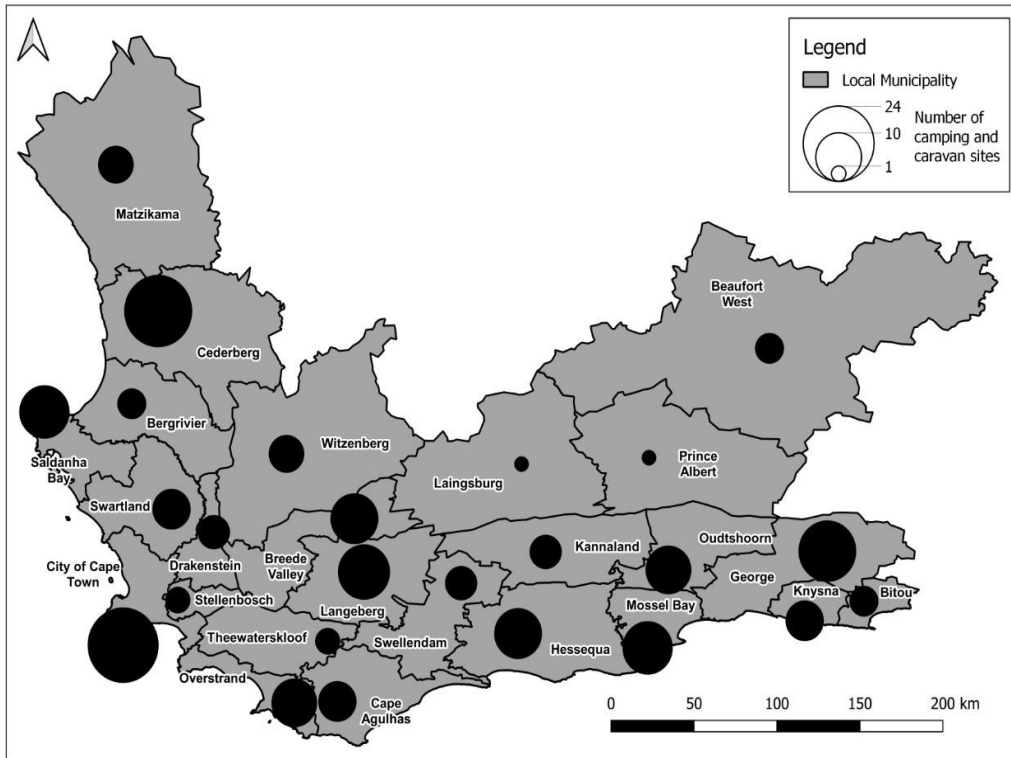 Legend
Local Municipality
24
10
1
Number of
camping and
caravan sites
Matzikama
Beaufort
West
Cederberg
Bergrivier
Witzenberg
Saldanha
Bay
Laingsburg
Prince
Albert
Swartland
City of Cape
Town
Drakenstein
Breede
Valley
Kannaland
Oudtshoorn
George
Knysna
Bitou
Stellenbosch
Langeberg
Mossel Bay
Theewaterskloof
Swellendam
Hessequa
Overstrand
Cape
Agulhas
0 50 100 150 200 km